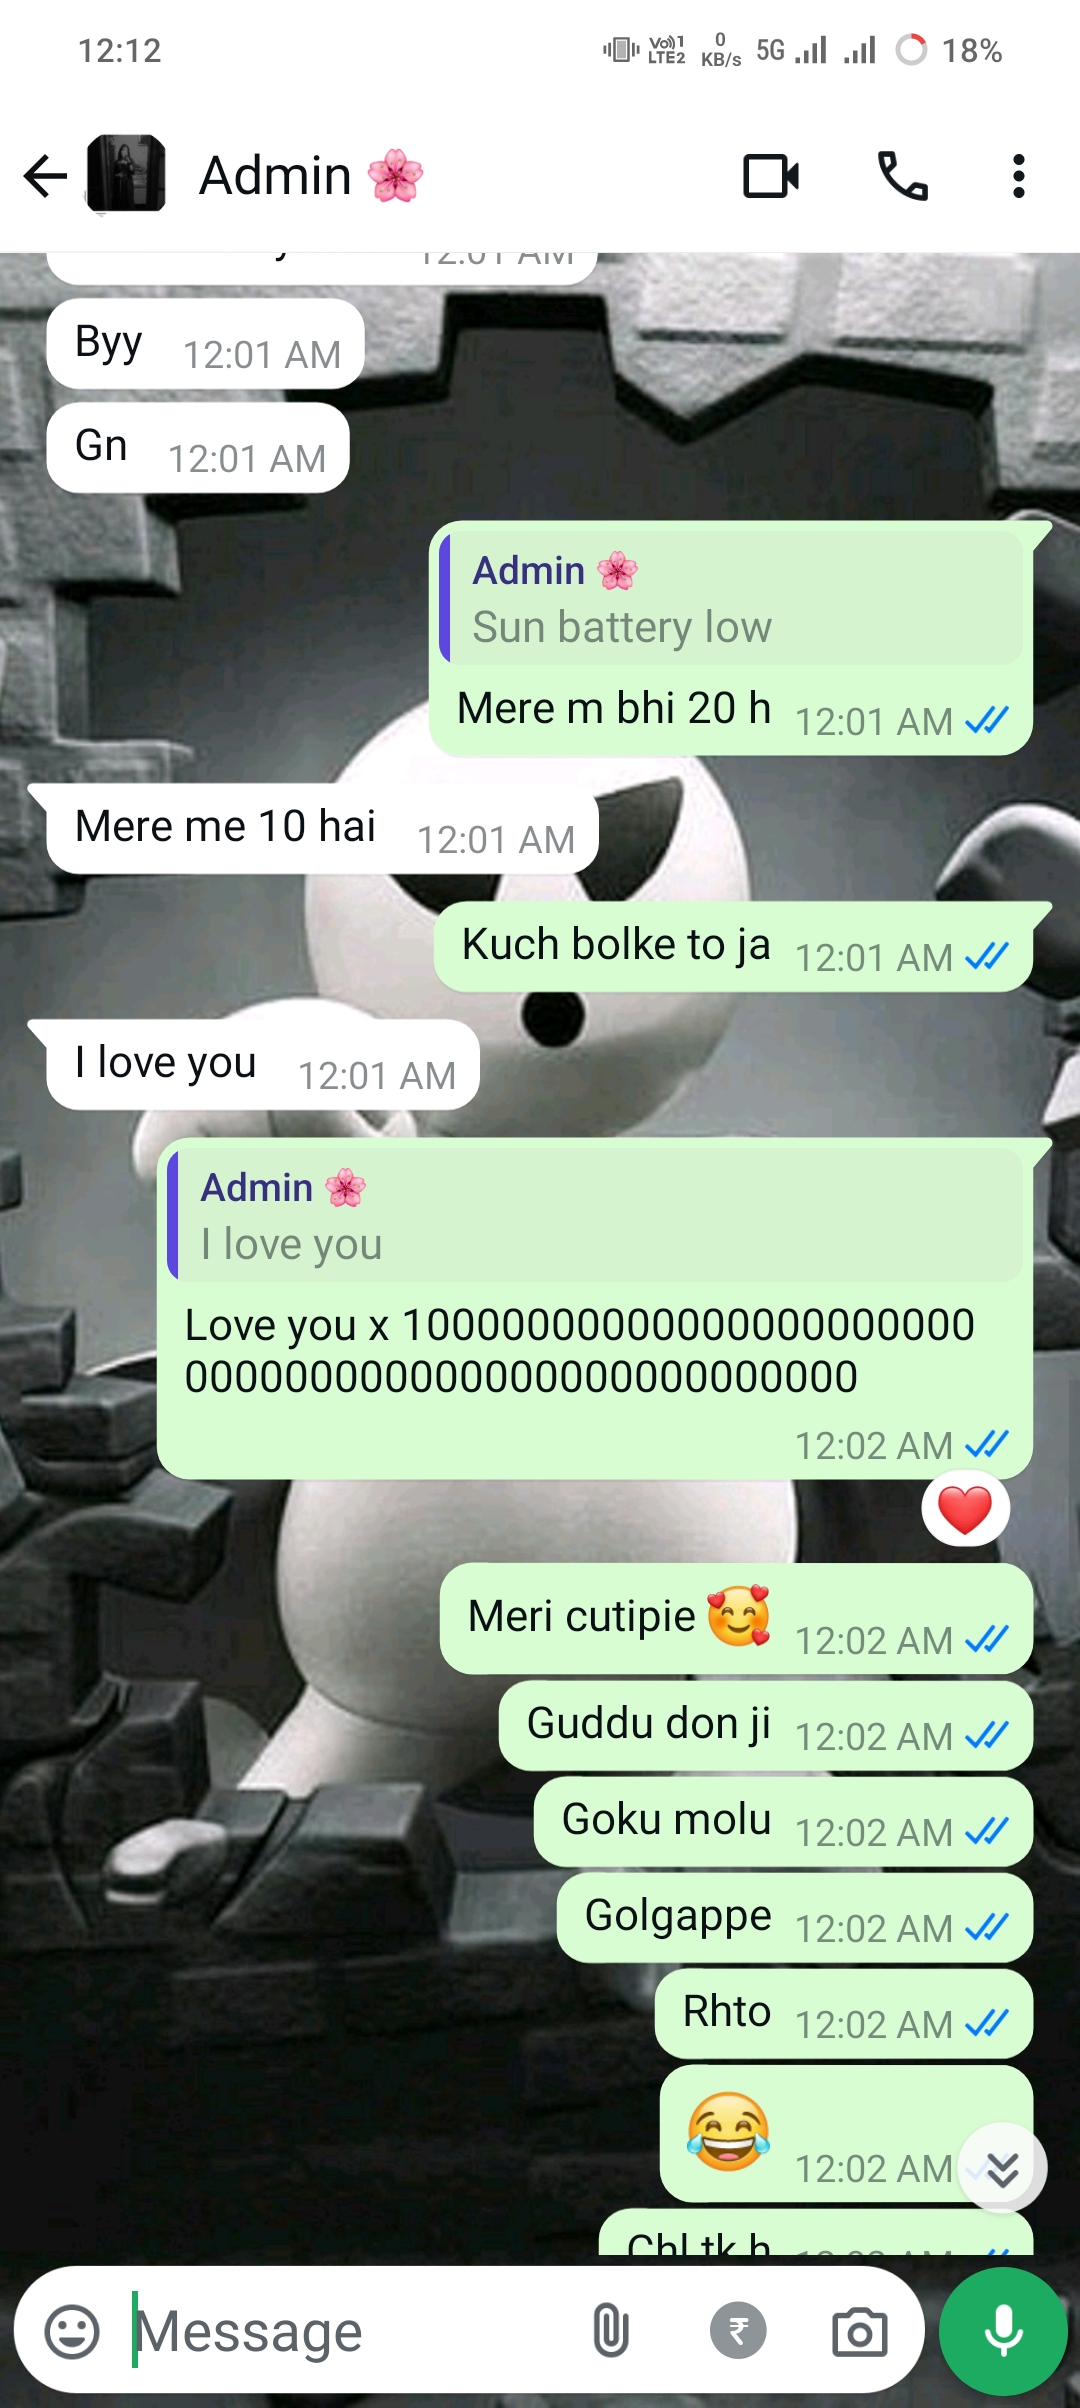 12:12
Vo)) 1
LTE2
0
KB/s
5G
18%
Admin 🌸
12:01 AM
Byy 12:01 AM
Gn 12:01 AM
Admin 🌸
Sun battery low
Mere m bhi 20 h 12:01 AM
Mere me 10 hai 12:01 AM
Kuch bolke to ja 12:01 AM
I love you 12:01 AM
Admin 🌸
I love you
Love you x 10000000000000000000000
000000000000000000000000000
12:02 AM
❤️
Meri cutipie 🥰 12:02 AM
Guddu don ji 12:02 AM
Goku molu 12:02 AM
Golgappe 12:02 AM
Rhto 12:02 AM
😂 12:02 AM
Chl tk h
Message